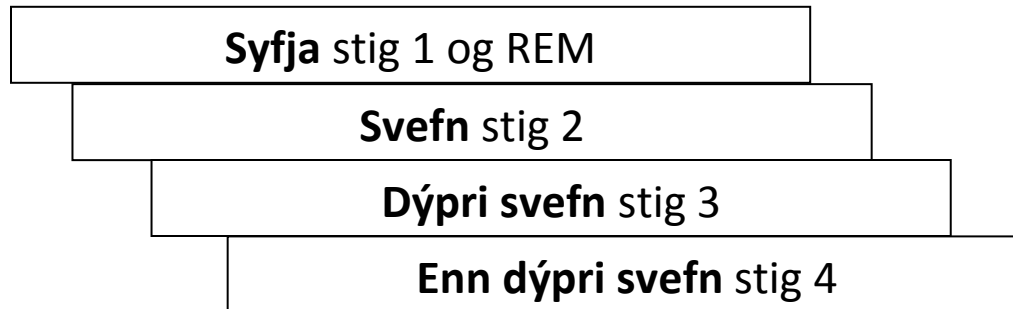 Syfja stig 1 og REM
Svefn stig 2
Dýpri svefn stig 3
Enn dýpri svefn stig 4